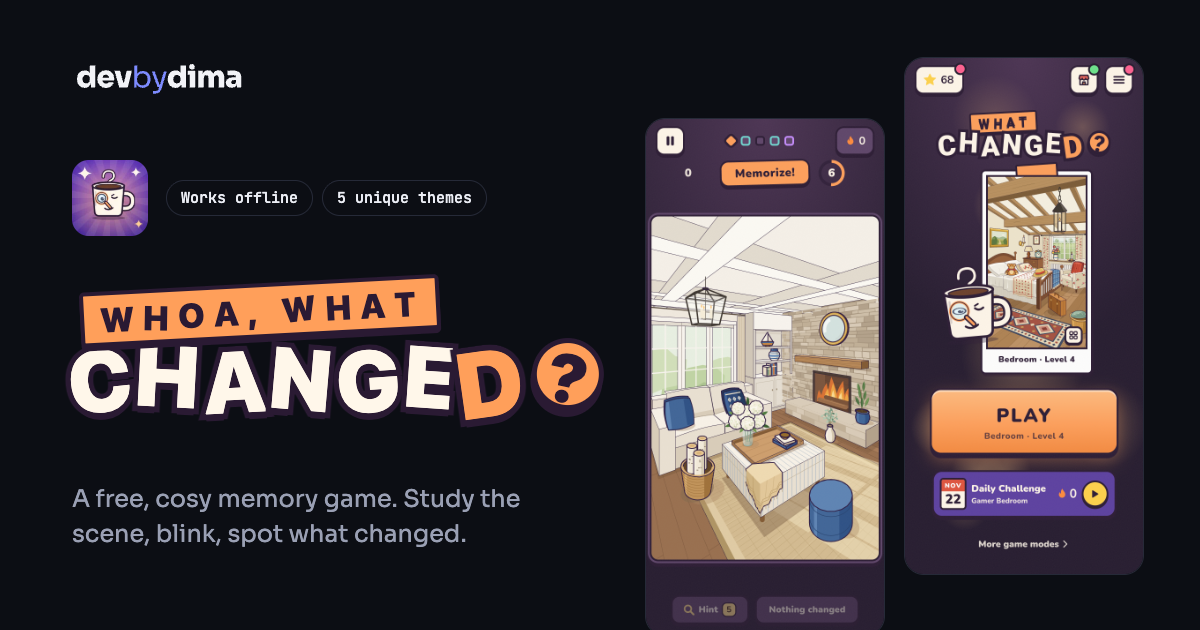 devbydima
Works offline
5 unique themes
WHOA, WHAT
CHANGED?
A free, cosy memory game. Study the
scene, blink, spot what changed.
0
0
Memorize!
6
Hint 5
Nothing changed
68
WHAT
CHANGED?
Bedroom · Level 4
PLAY
Bedroom · Level 4
NOV
22
Daily Challenge
Gamer Bedroom
0
More game modes >